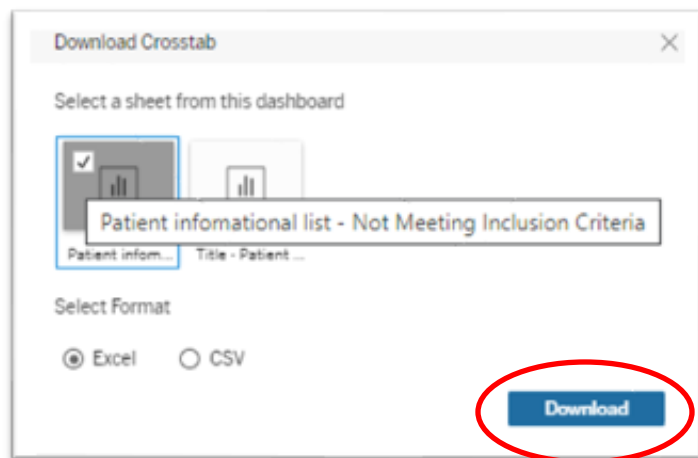 Download Crosstab
Select a sheet from this dashboard
Patient infomational list - Not Meeting Inclusion Criteria
Patient infom... Title - Patient ...
Select Format
Excel CSV
Download